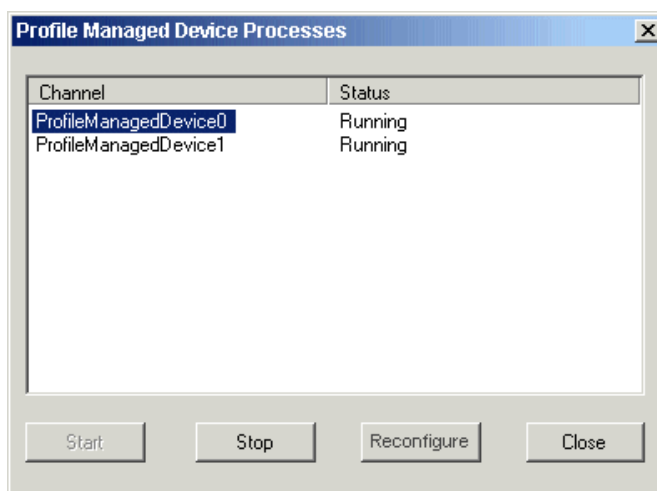 Profile Managed Device Processes
Channel Status
ProfileManagedDevice0 Running
ProfileManagedDevice1 Running
Start Stop Reconfigure Close